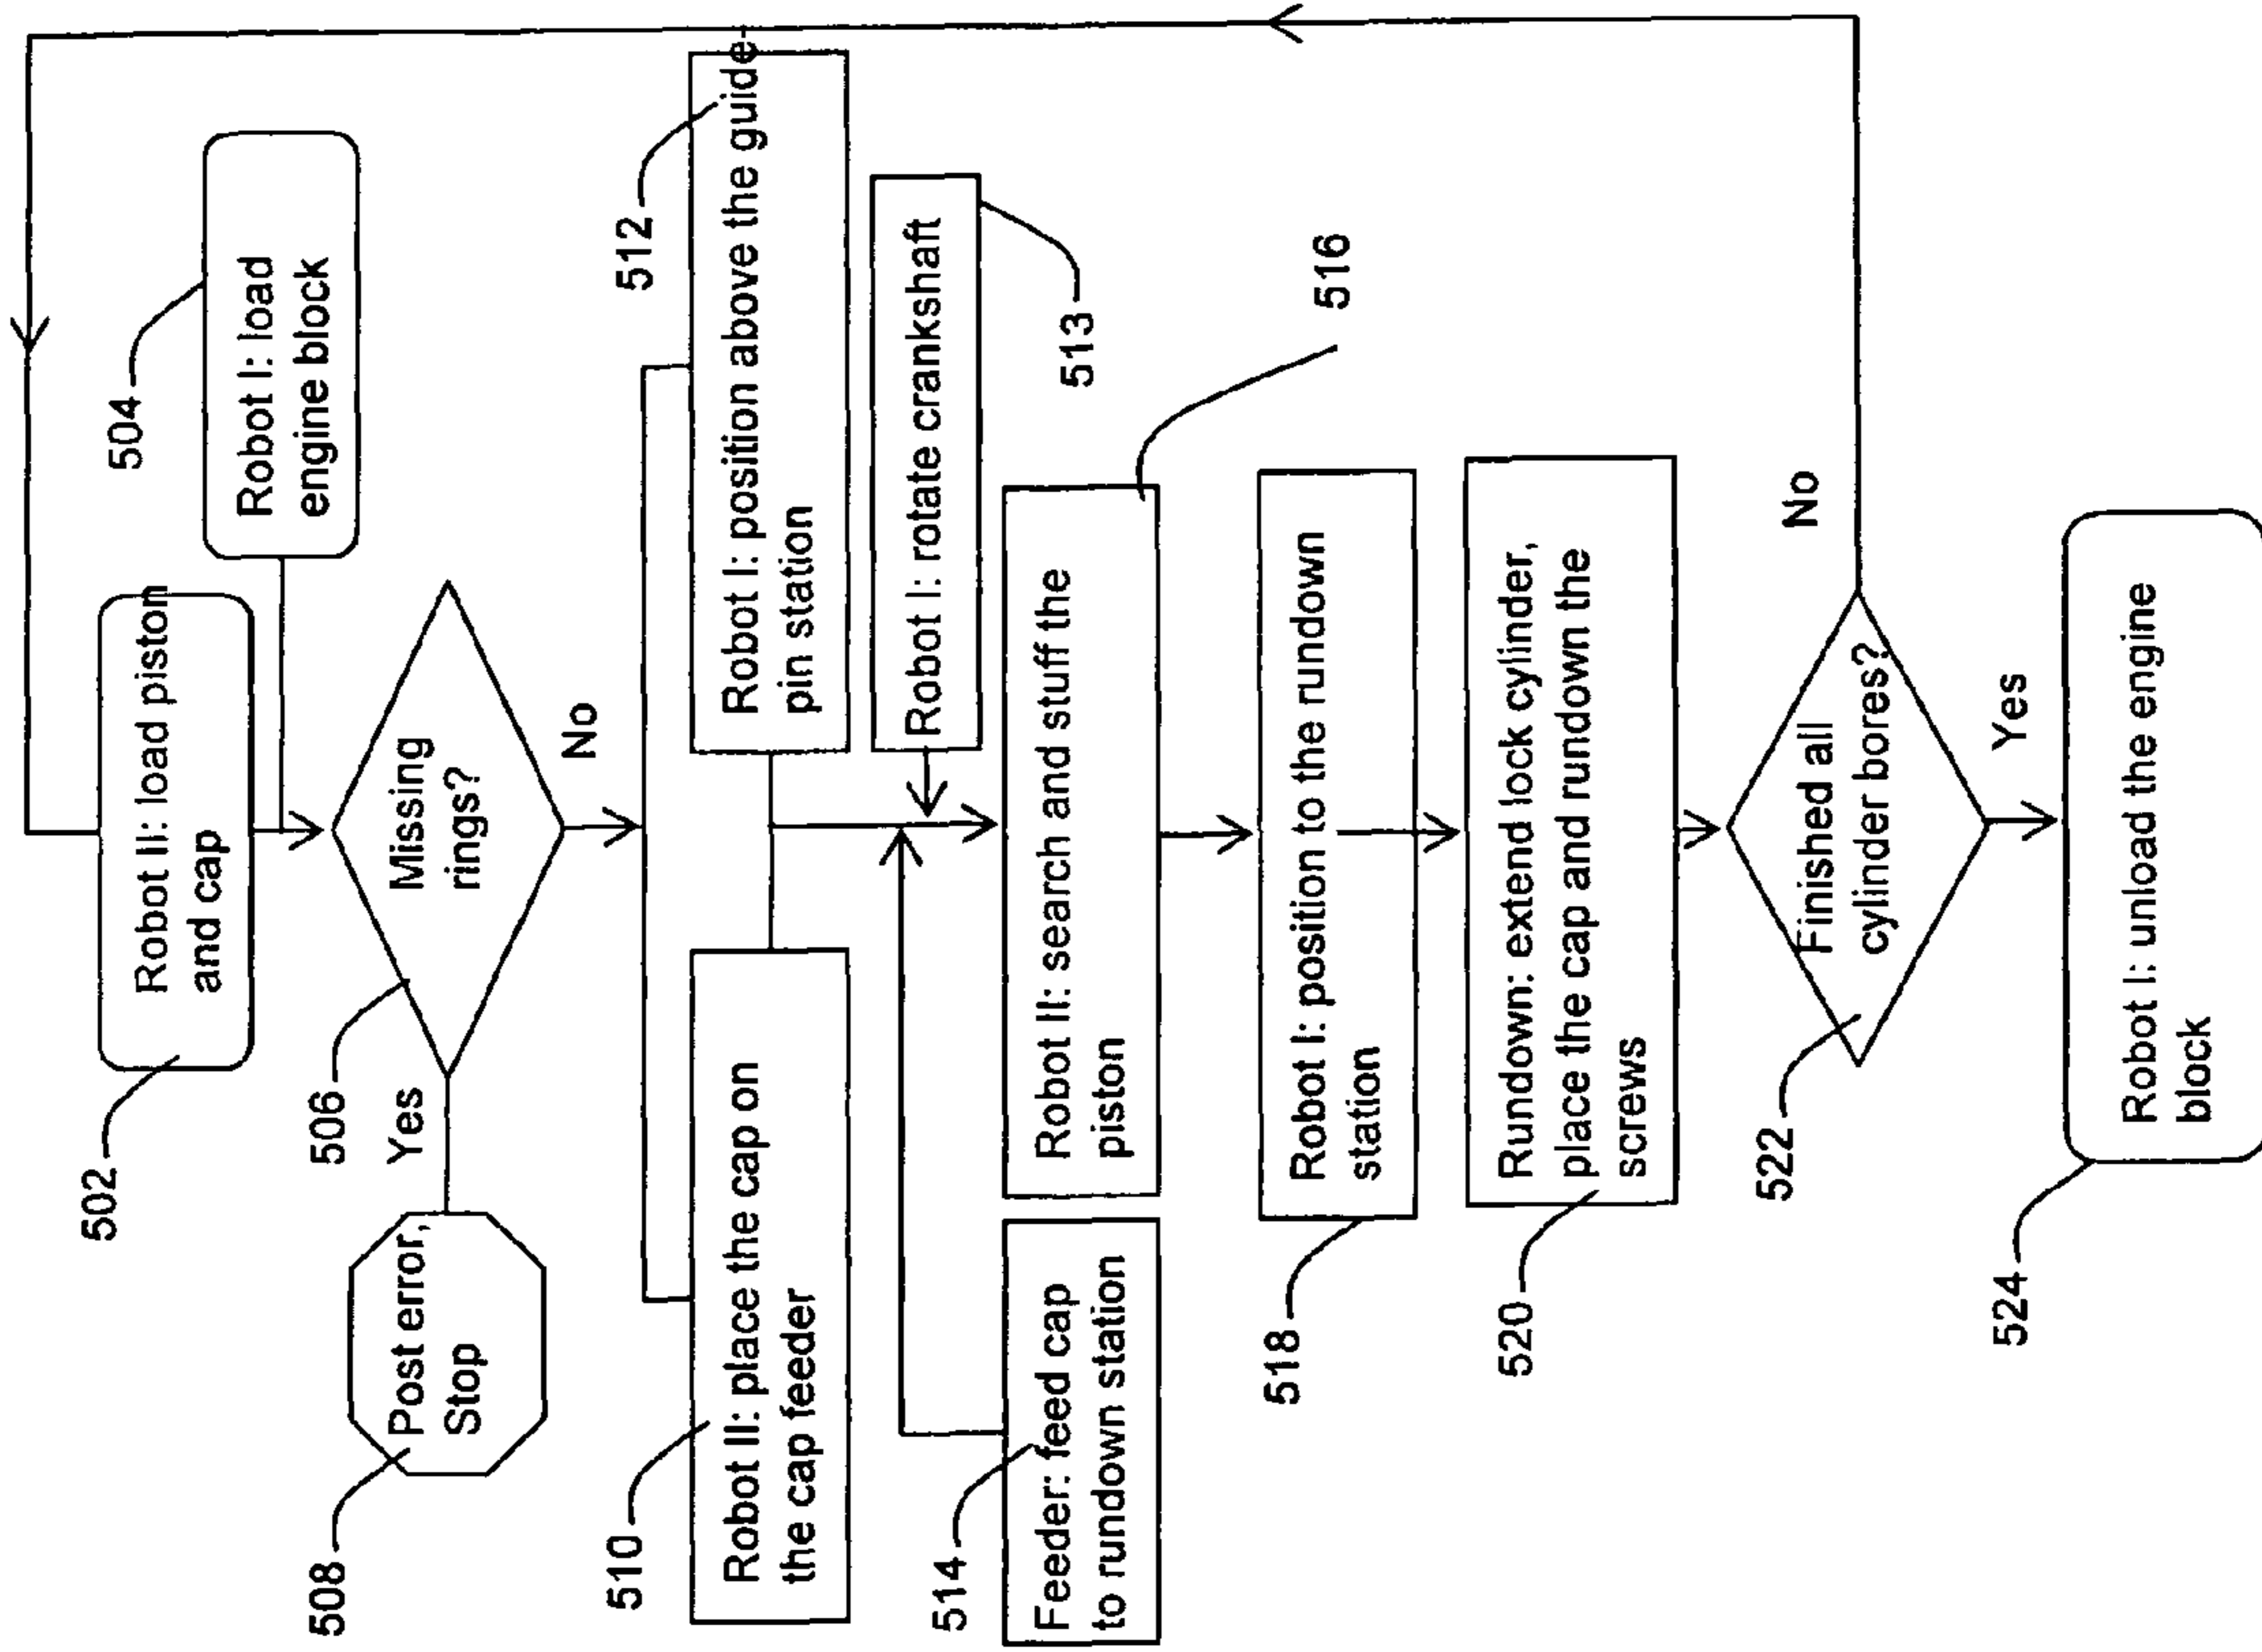 502
Robot II: load piston
and cap
504
Robot I: load
engine block
506
Missing
rings?
Yes
No
508
Post error,
Stop
510
Robot II: place the cap on
the cap feeder
512
Robot I: position above the guide
pin station
513
Robot I: rotate crankshaft
514
Feeder: feed cap
to rundown station
516
Robot II: search and stuff the
piston
518
Robot I: position to the rundown
station
520
Rundown: extend lock cylinder,
place the cap and rundown the
screws
522
Finished all
cylinder bores?
No
Yes
524
Robot I: unload the engine
block